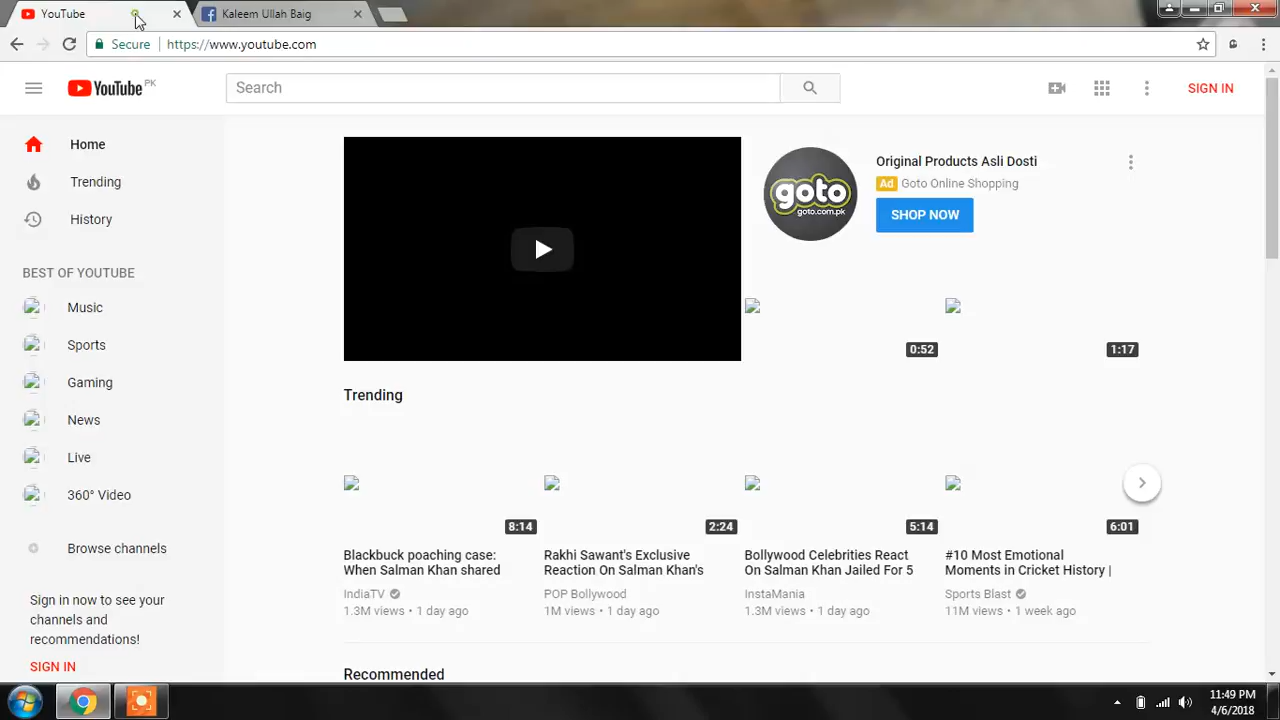 YouTube
Kaleem Ullah Baig
Secure
https://www.youtube.com
YouTube PK
Search
SIGN IN
Home
Trending
History
BEST OF YOUTUBE
Music
Sports
Gaming
News
Live
360° Video
Browse channels
Sign in now to see your
channels and
recommendations!
SIGN IN
goto
goto.com.pk
Original Products Asli Dosti
Ad Goto Online Shopping
SHOP NOW
0:52
1:17
Trending
8:14
2:24
5:14
6:01
Blackbuck poaching case:
When Salman Khan shared
IndiaTV
1.3M views • 1 day ago
Rakhi Sawant's Exclusive
Reaction On Salman Khan's
POP Bollywood
1M views • 1 day ago
Bollywood Celebrities React
On Salman Khan Jailed For 5
InstaMania
1.3M views • 1 day ago
#10 Most Emotional
Moments in Cricket History |
Sports Blast
11M views • 1 week ago
Recommended
11:49 PM
4/6/2018